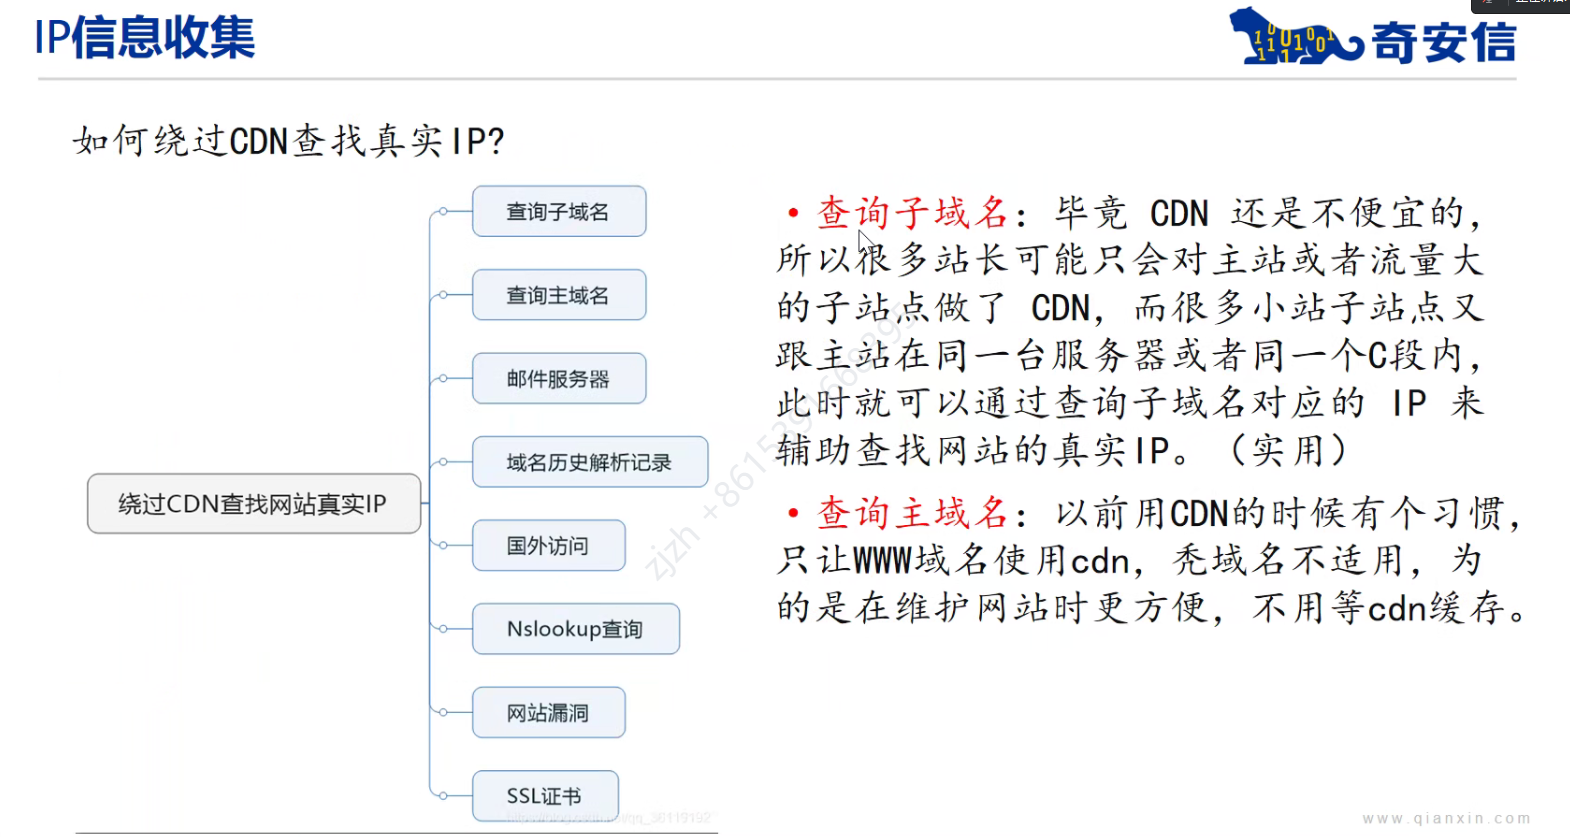 IP信息收集
奇安信
如何绕过CDN查找真实IP?
绕过CDN查找网站真实IP
查询子域名
查询主域名
邮件服务器
域名历史解析记录
国外访问
Nslookup查询
网站漏洞
SSL证书
•查询子域名：毕竟 CDN 还是不便宜的，
所以很多站长可能只会对主站或者流量大
的子站点做了 CDN，而很多小站子站点又
跟主站在同一台服务器或者同一个C段内，
此时就可以通过查询子域名对应的 IP 来
辅助查找网站的真实IP。（实用）
•查询主域名：以前用CDN的时候有个习惯，
只让WWW域名使用cdn，秃域名不适用，为
的是在维护网站时更方便，不用等cdn缓存。
www.qianxin.com